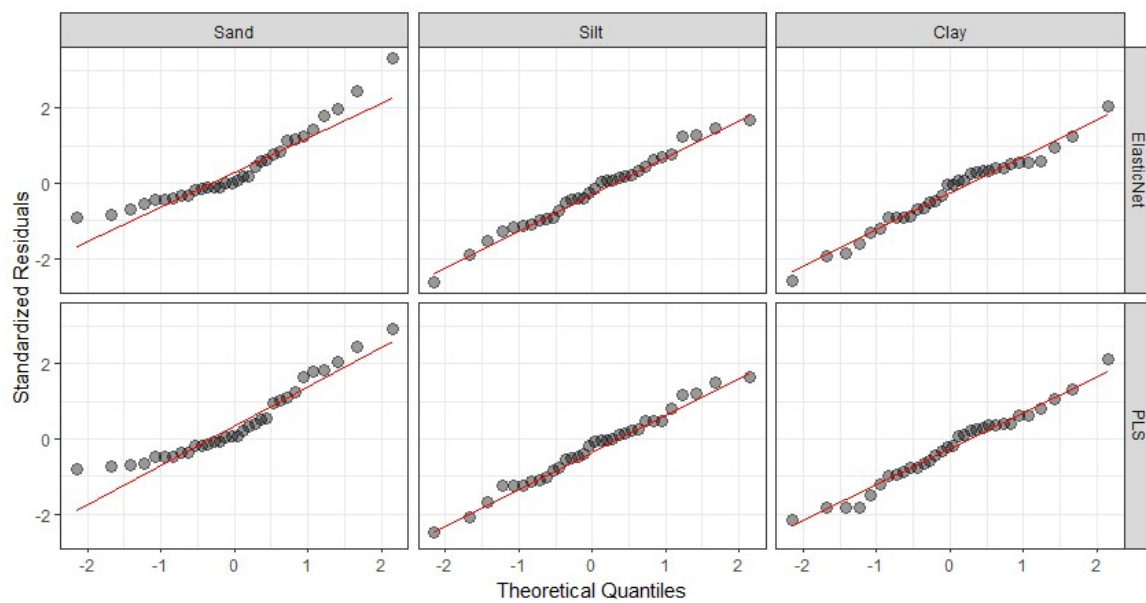 Sand Silt Clay
ElasticNet
2
0
-2
Standardized Residuals
PLS
2
0
-2
-2 -1 0 1 2 -2 -1 0 1 2 -2 -1 0 1 2
Theoretical Quantiles